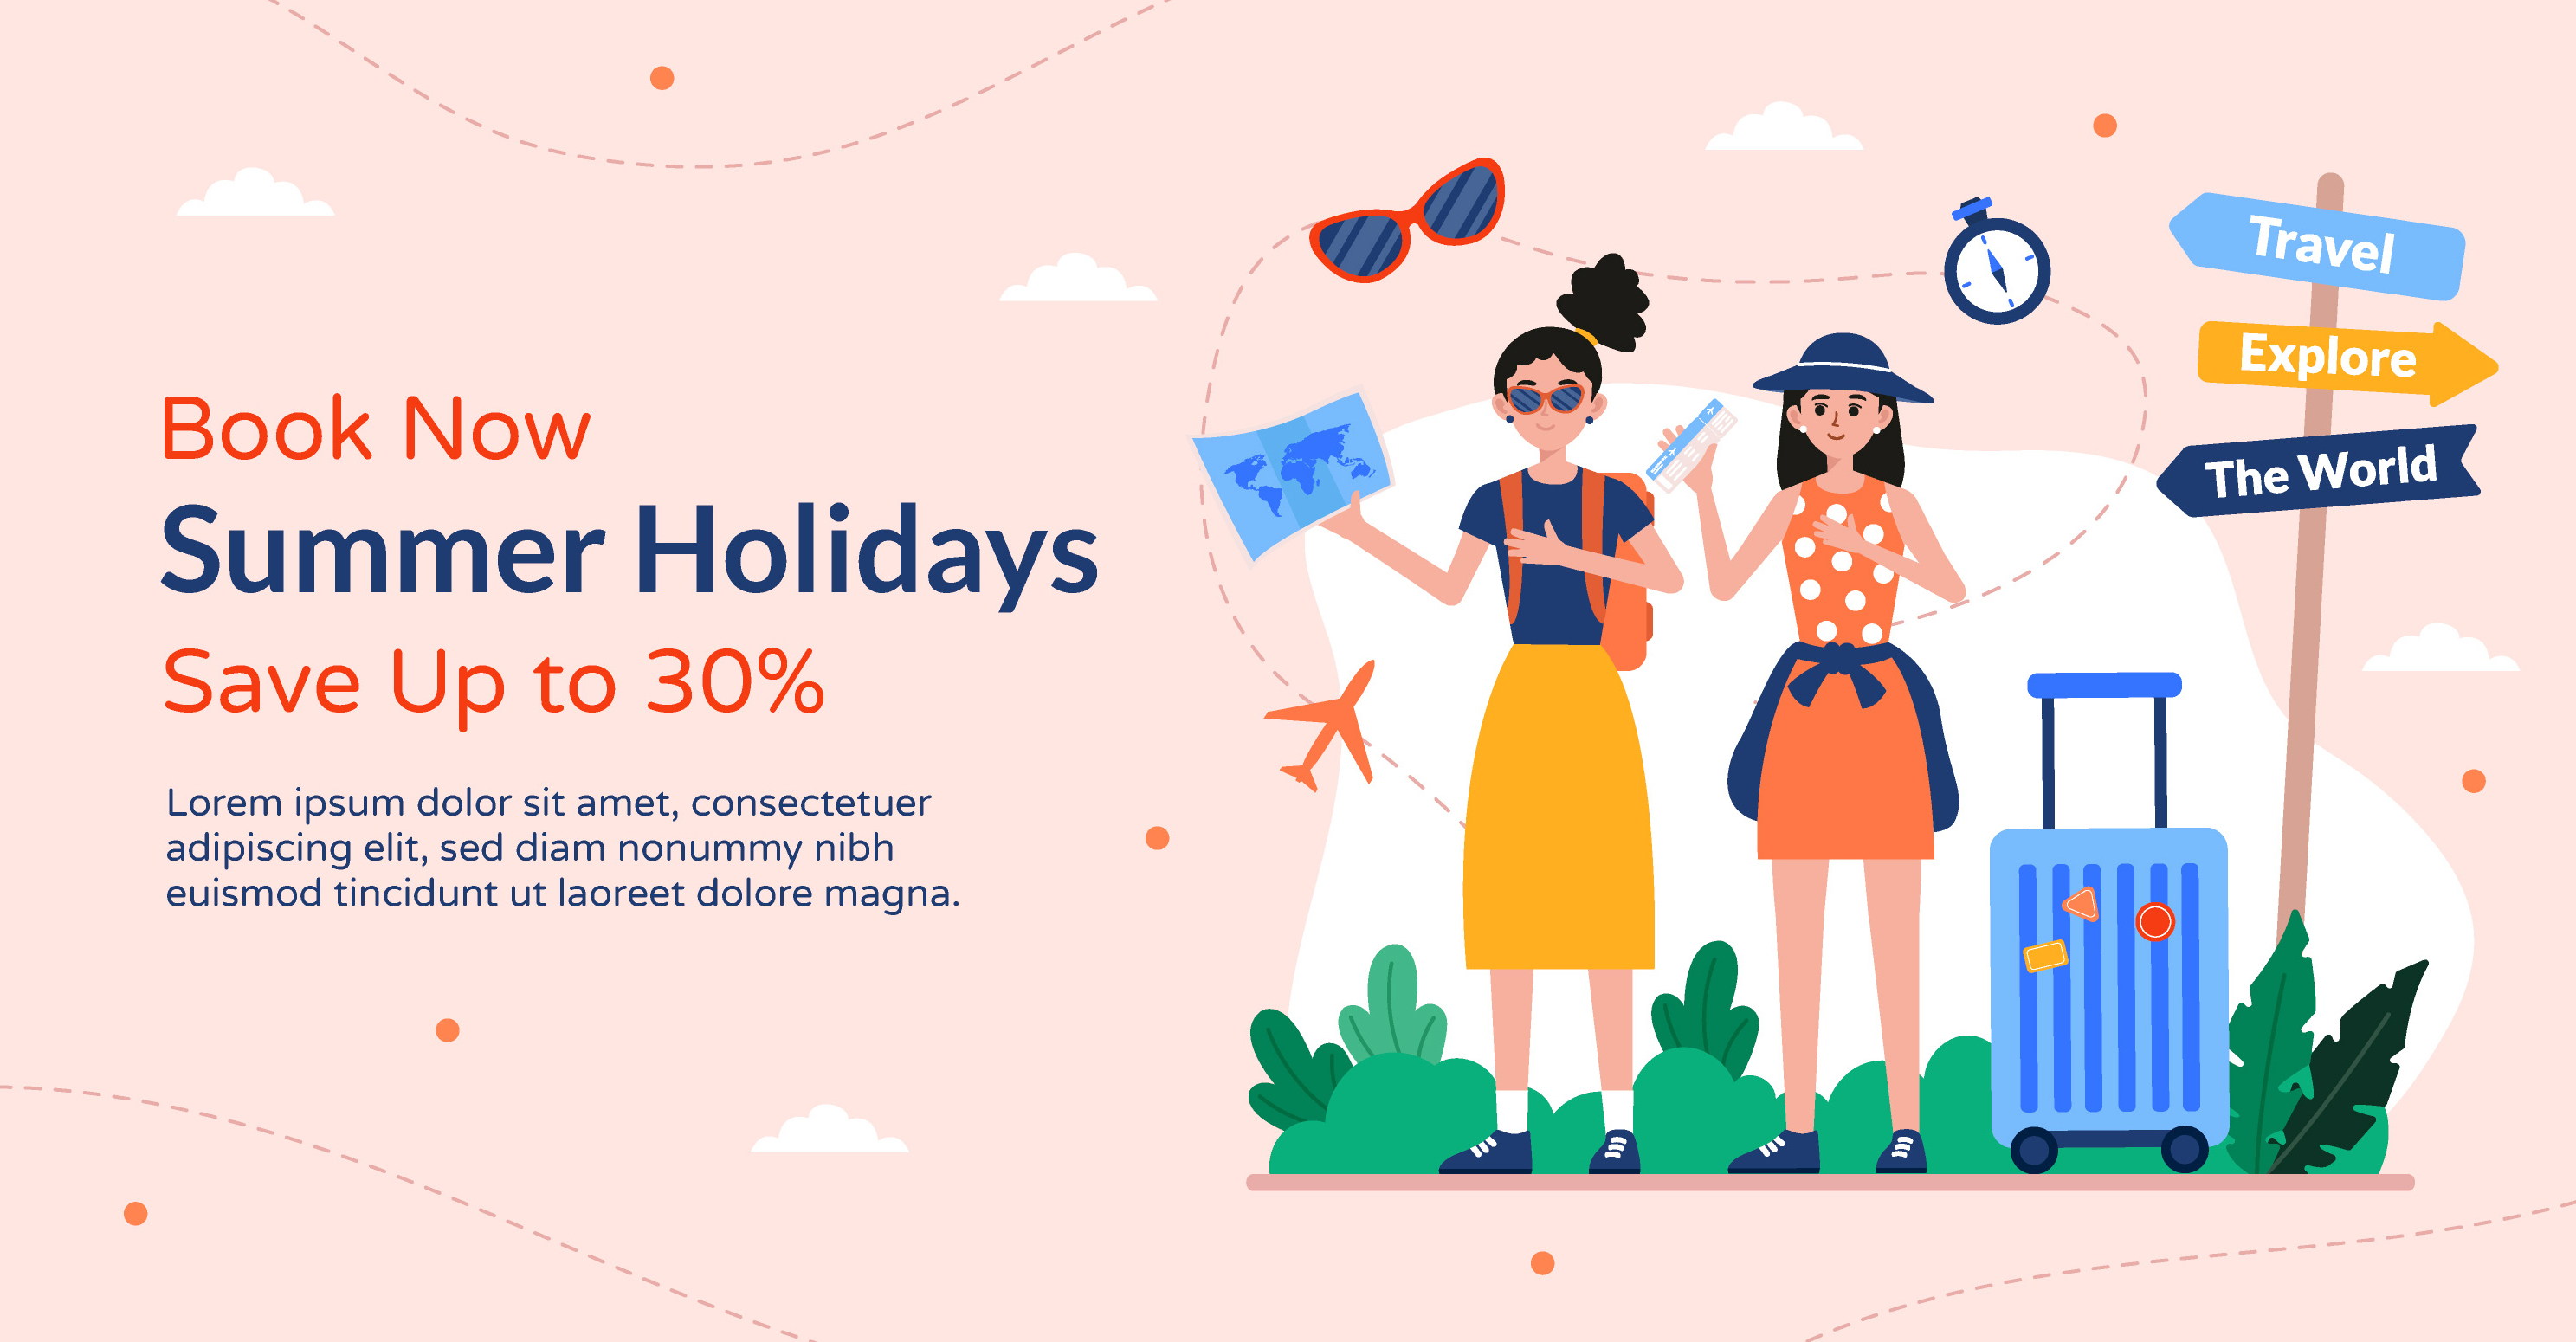 Book Now
Summer Holidays
Save Up to 30%
Lorem ipsum dolor sit amet, consectetuer
adipiscing elit, sed diam nonummy nibh
euismod tincidunt ut laoreet dolore magna.
Travel
Explore
The World